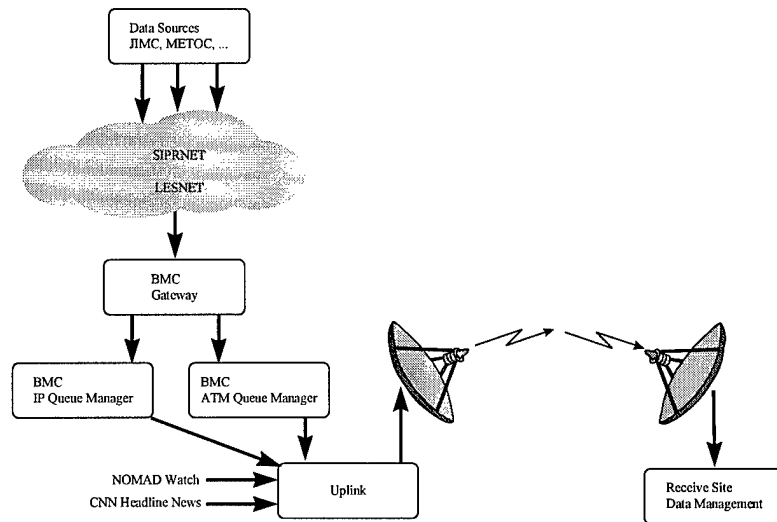 Data Sources
JIMC, METOC, ...
SIPRNET
LESNET
BMC
Gateway
BMC
IP Queue Manager
BMC
ATM Queue Manager
NOMAD Watch
CNN Headline News
Uplink
Receive Site
Data Management